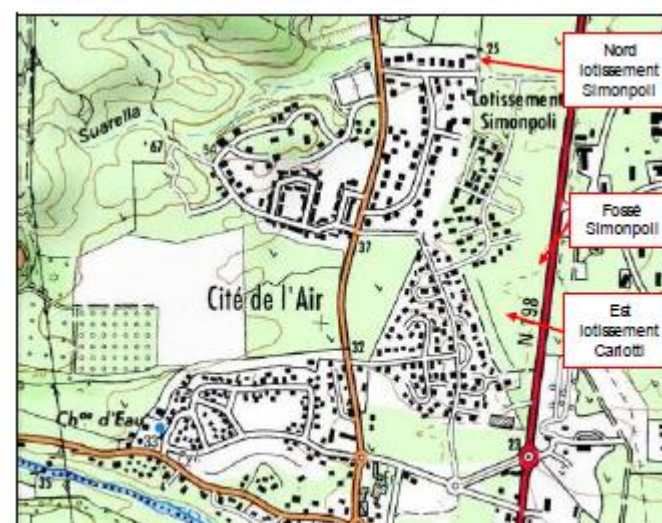 25
Nord
lotissement
Simonpoli
Lotissement
Simonpoli
Suarella
67
Fossé
Simonpoli
37
Cité de l'Air
N 98
Est
lotissement
Carlotti
32
Ch.au d'Eau
33
23
35